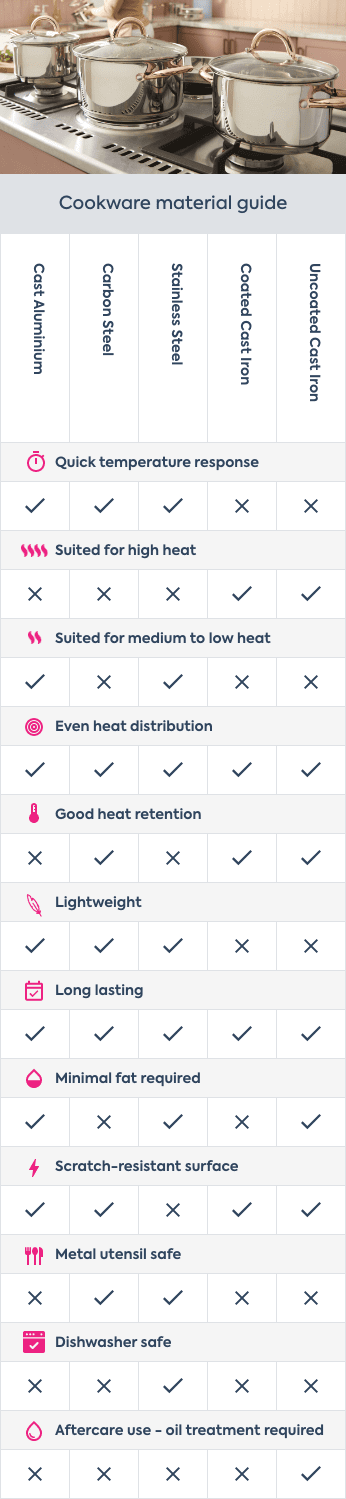 Cookware material guide
Cast Aluminium
Carbon Steel
Stainless Steel
Coated Cast Iron
Uncoated Cast Iron
Quick temperature response
Suited for high heat
Suited for medium to low heat
Even heat distribution
Good heat retention
Lightweight
Long lasting
Minimal fat required
Scratch-resistant surface
Metal utensil safe
Dishwasher safe
Aftercare use - oil treatment required